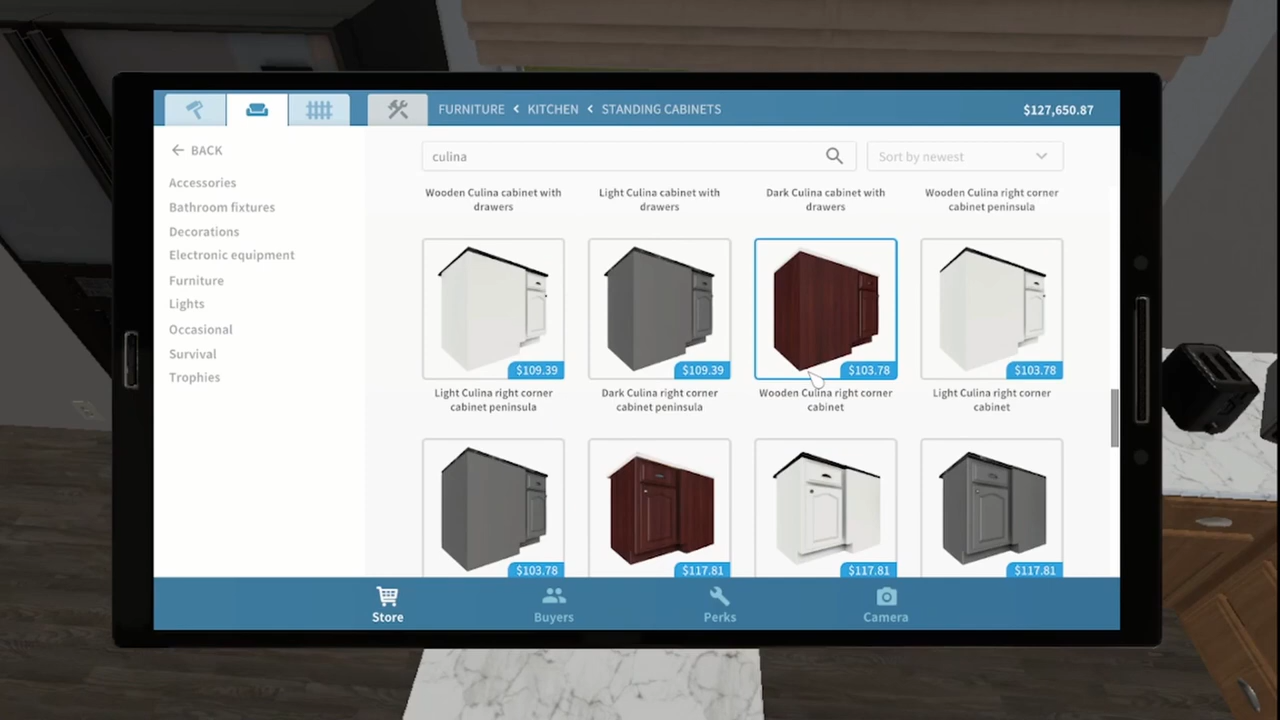 FURNITURE < KITCHEN < STANDING CABINETS
$127,650.87
BACK
culina
Sort by newest
Accessories
Bathroom fixtures
Decorations
Electronic equipment
Furniture
Lights
Occasional
Survival
Trophies
Wooden Culina cabinet with
drawers
Light Culina cabinet with
drawers
Dark Culina cabinet with
drawers
Wooden Culina right corner
cabinet peninsula
$109.39
$109.39
$103.78
$103.78
Light Culina right corner
cabinet peninsula
Dark Culina right corner
cabinet peninsula
Wooden Culina right corner
cabinet
Light Culina right corner
cabinet
$103.78
$117.81
$117.81
$117.81
Store
Buyers
Perks
Camera